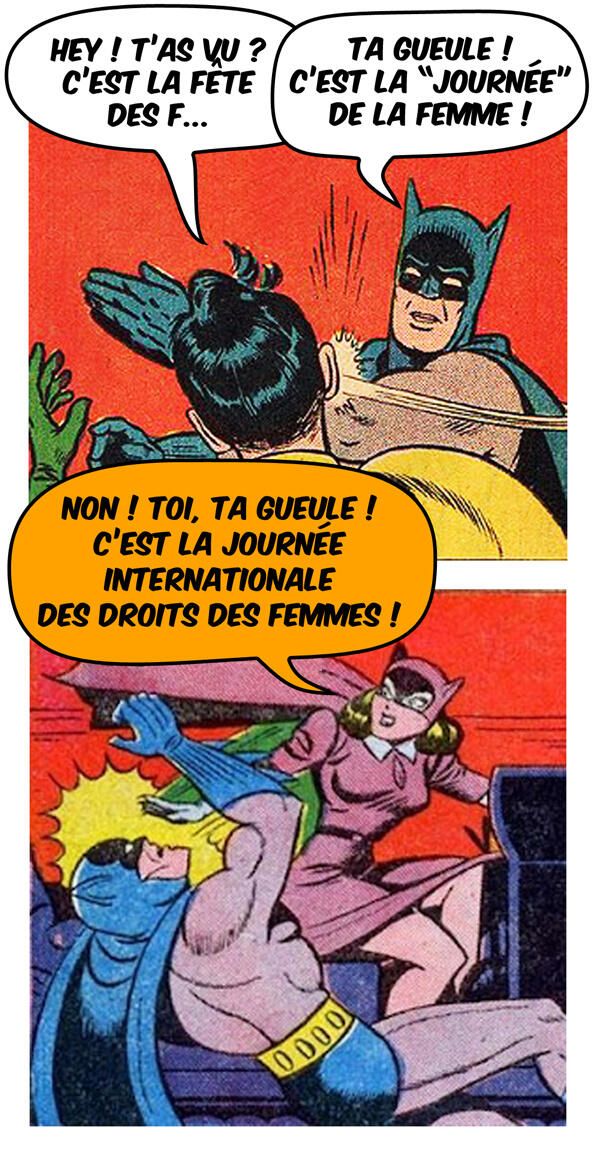 HEY ! T'AS VU ?
C'EST LA FÊTE
DES F...
TA GUEULE !
C'EST LA "JOURNÉE"
DE LA FEMME !
NON ! TOI, TA GUEULE !
C'EST LA JOURNÉE
INTERNATIONALE
DES DROITS DES FEMMES !